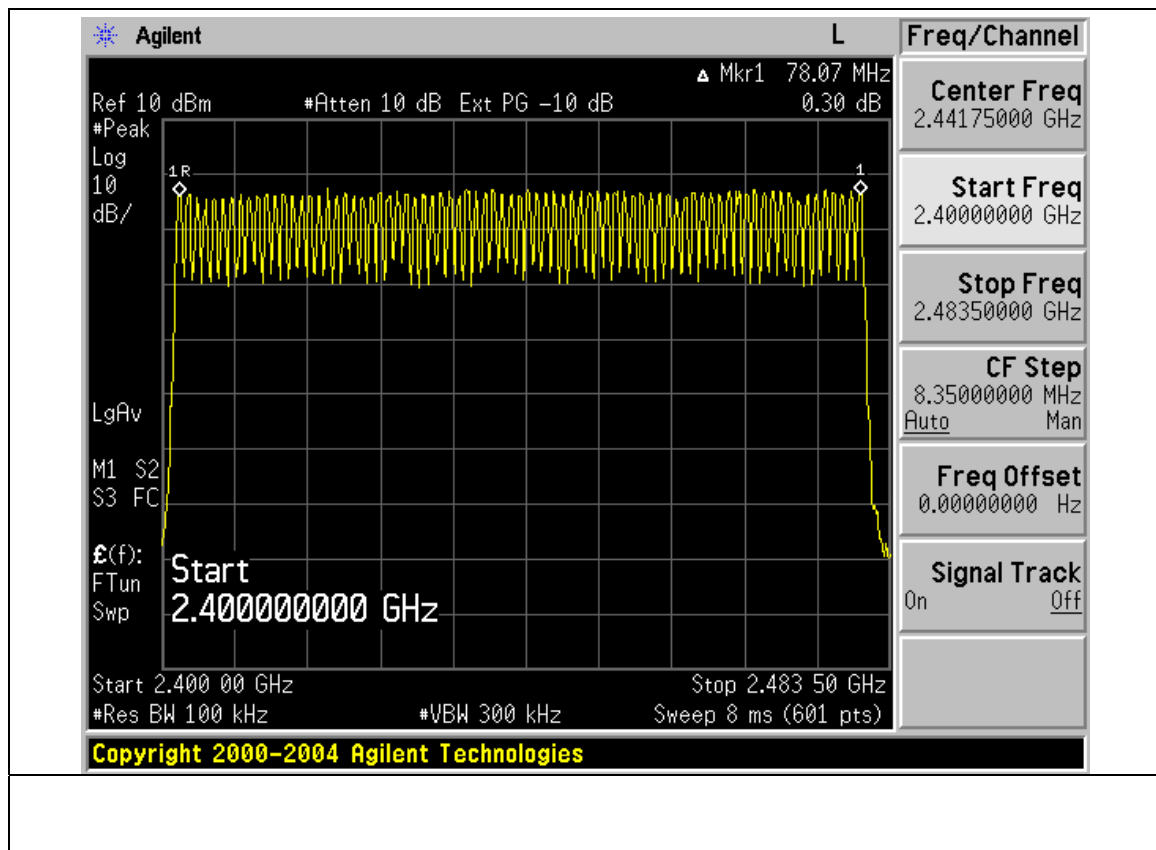 Agilent L
Δ Mkr1 78.07 MHz
Ref 10 dBm #Atten 10 dB Ext PG -10 dB 0.30 dB
#Peak
Log
10
dB/
1R
1
LgAv
M1 S2
S3 FC
£(f):
FTun
Swp
Start
2.400000000 GHz
Start 2.400 00 GHz Stop 2.483 50 GHz
#Res BW 100 kHz #VBW 300 kHz Sweep 8 ms (601 pts)
Copyright 2000-2004 Agilent Technologies
Freq/Channel
Center Freq
2.44175000 GHz
Start Freq
2.40000000 GHz
Stop Freq
2.48350000 GHz
CF Step
8.35000000 MHz
Auto Man
Freq Offset
0.00000000 Hz
Signal Track
On Off